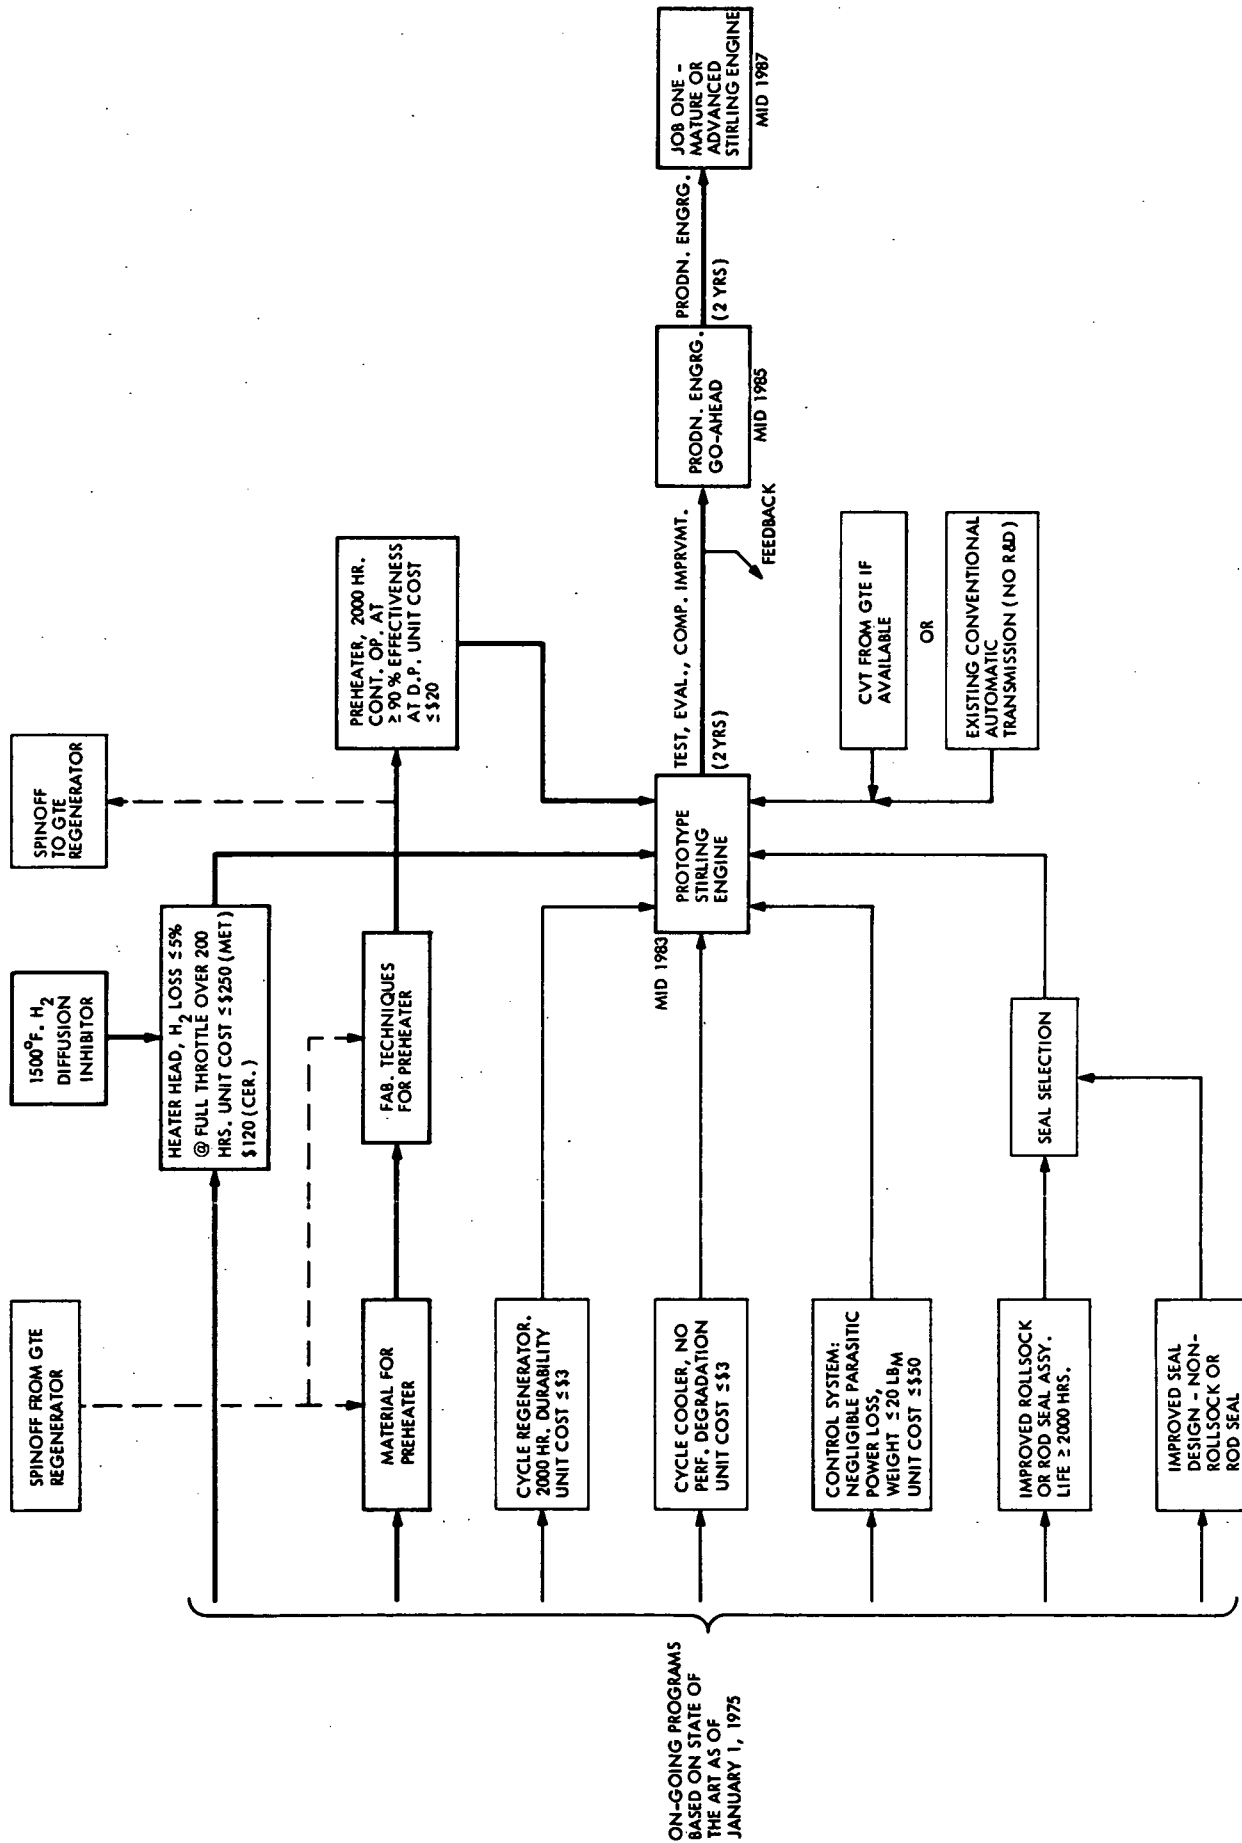 ON-GOING PROGRAMS
BASED ON STATE OF
THE ART AS OF
JANUARY 1, 1975
SPINOFF FROM GTE
REGENERATOR
1500°F. H2
DIFFUSION
INHIBITOR
SPINOFF
TO GTE
REGENERATOR
HEATER HEAD, H2 LOSS ≤5%
@ FULL THROTTLE OVER 200
HRS. UNIT COST ≤$250 (MET)
$120 (CER.)
MATERIAL FOR
PREHEATER
FAB. TECHNIQUES
FOR PREHEATER
PREHEATER, 2000 HR.
CONT. OP. AT
≥90 % EFFECTIVENESS
AT D.P. UNIT COST
≤$20
CYCLE REGENERATOR.
2000 HR. DURABILITY
UNIT COST ≤$3
CYCLE COOLER, NO
PERF. DEGRADATION
UNIT COST ≤$3
CONTROL SYSTEM:
NEGLIGIBLE PARASITIC
POWER LOSS,
WEIGHT ≤20 LBM
UNIT COST ≤$50
IMPROVED ROLLSOCK
OR ROD SEAL ASSY.
LIFE ≥ 2000 HRS.
IMPROVED SEAL
DESIGN - NON-
ROLLSOCK OR
ROD SEAL
SEAL SELECTION
MID 1983
PROTOTYPE
STIRLING
ENGINE
CVT FROM GTE IF
AVAILABLE
OR
EXISTING CONVENTIONAL
AUTOMATIC
TRANSMISSION (NO R&D)
TEST, EVAL., COMP. IMPRVMT.
(2 YRS)
FEEDBACK
PRODN. ENGRG.
GO-AHEAD
MID 1985
PRODN. ENGRG.
(2 YRS)
JOB ONE -
MATURE OR
ADVANCED
STIRLING ENGINE
MID 1987